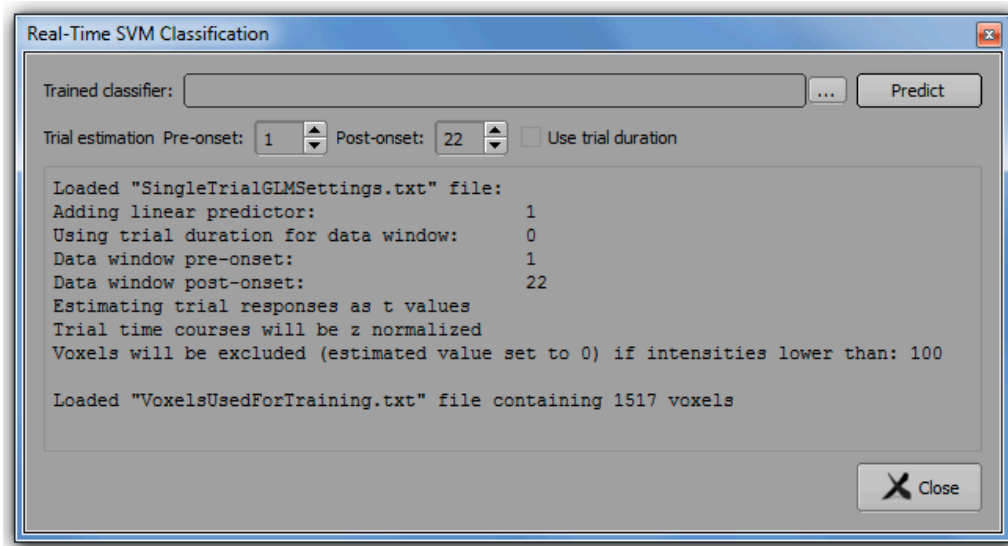 Real-Time SVM Classification
Trained classifier: ... Predict
Trial estimation Pre-onset: 1 Post-onset: 22 Use trial duration
Loaded "SingleTrialGLMSettings.txt" file:
Adding linear predictor: 1
Using trial duration for data window: 0
Data window pre-onset: 1
Data window post-onset: 22
Estimating trial responses as t values
Trial time courses will be z normalized
Voxels will be excluded (estimated value set to 0) if intensities lower than: 100
Loaded "VoxelsUsedForTraining.txt" file containing 1517 voxels
Close